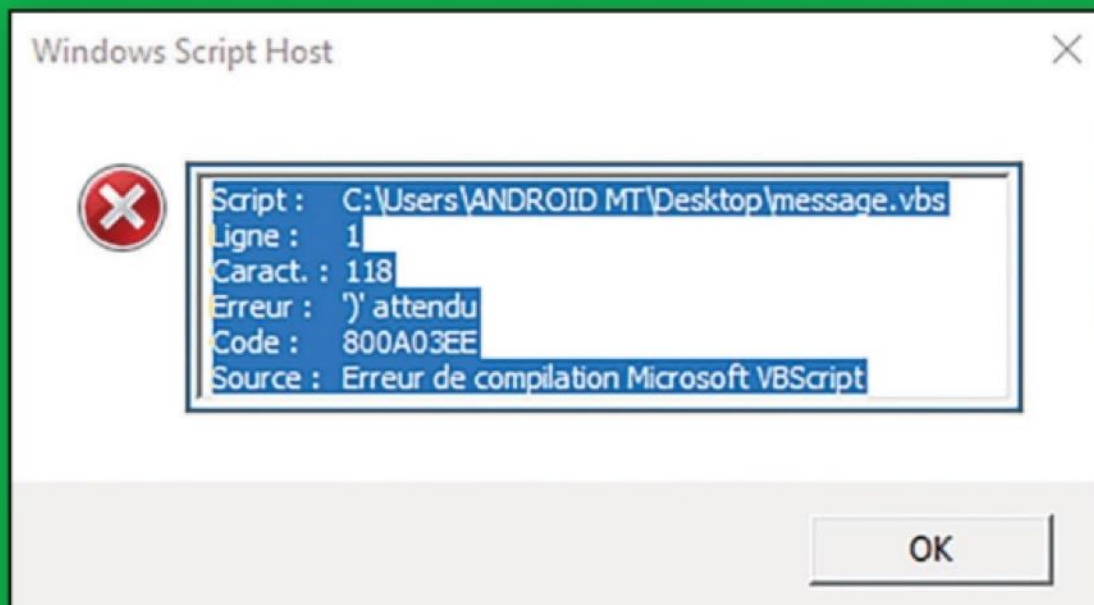 Windows Script Host
Script : C:\Users\ANDROID MT\Desktop\message.vbs
Ligne : 1
Caract. : 118
Erreur : ')' attendu
Code : 800A03EE
Source : Erreur de compilation Microsoft VBScript
OK